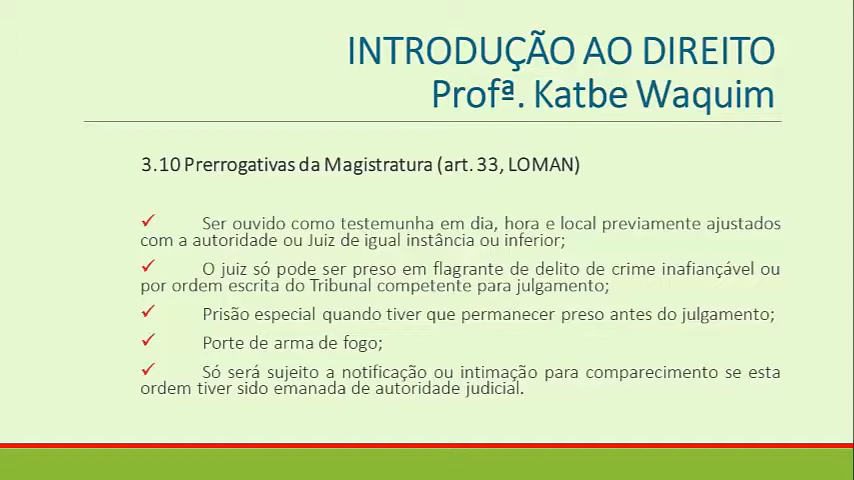 INTRODUÇÃO AO DIREITO
Profª. Katbe Waquim
3.10 Prerrogativas da Magistratura (art. 33, LOMAN)
✓ Ser ouvido como testemunha em dia, hora e local previamente ajustados
com a autoridade ou Juiz de igual instância ou inferior;
✓ O juiz só pode ser preso em flagrante de delito de crime inafiançável ou
por ordem escrita do Tribunal competente para julgamento;
✓ Prisão especial quando tiver que permanecer preso antes do julgamento;
✓ Porte de arma de fogo;
✓ Só será sujeito a notificação ou intimação para comparecimento se esta
ordem tiver sido emanada de autoridade judicial.